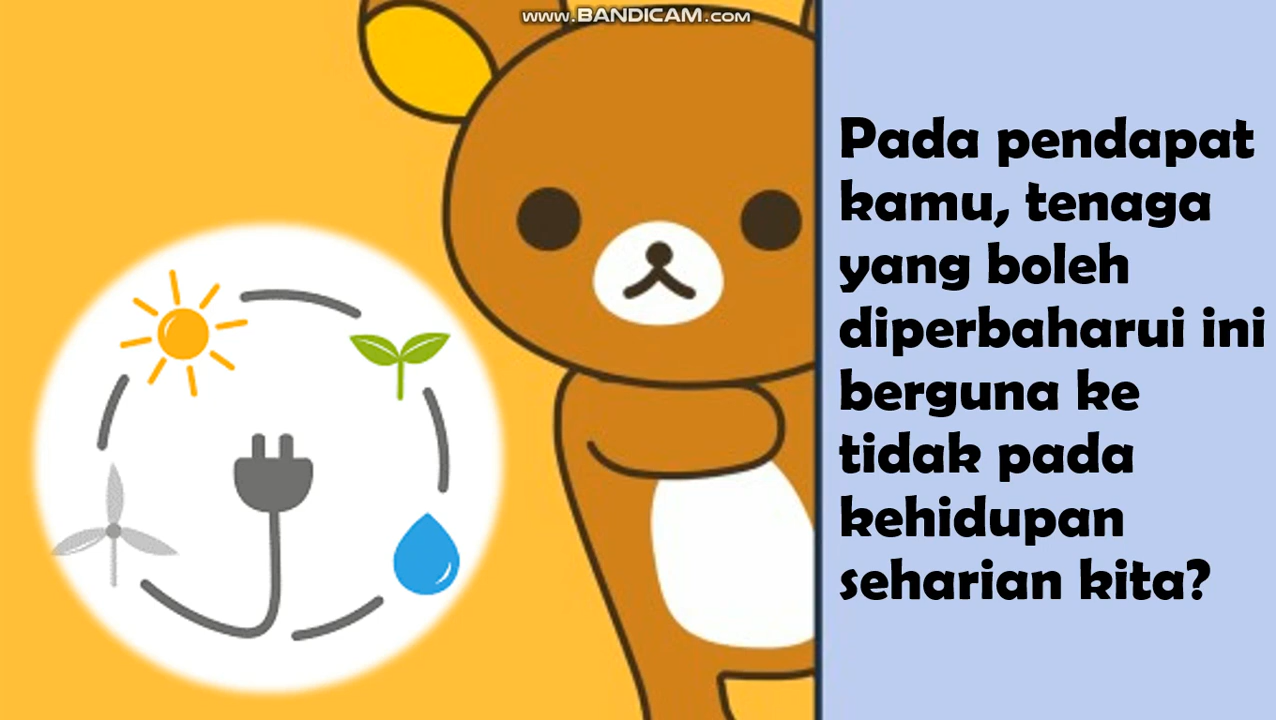 www.BANDICAM.com
Pada pendapat
kamu, tenaga
yang boleh
diperbaharui ini
berguna ke
tidak pada
kehidupan
seharian kita?